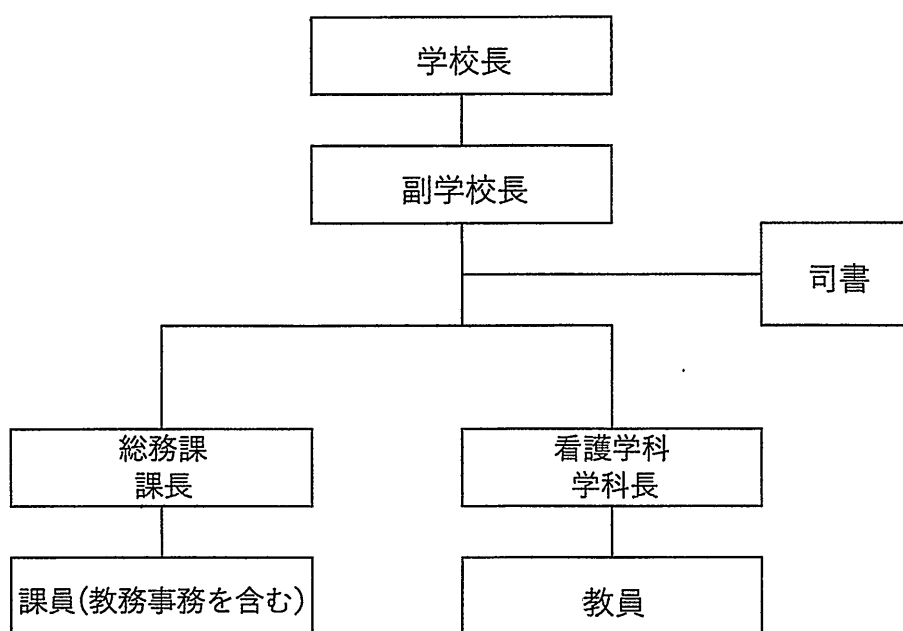 学校長
副学校長
司書
総務課
課長
看護学科
学科長
課員(教務事務を含む)
教員